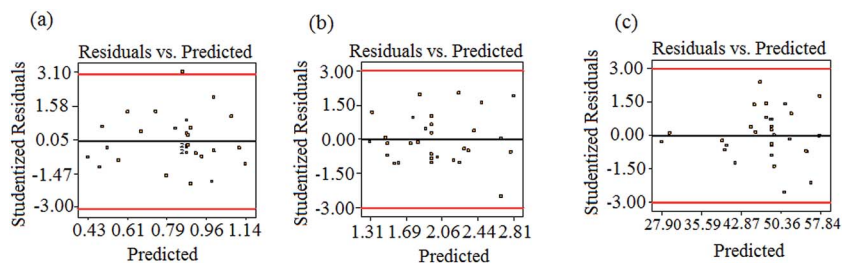 (a)
Residuals vs. Predicted
Studentized Residuals
3.10
1.58
0.05
-1.47
-3.00
0.43 0.61 0.79 0.96 1.14
Predicted
(b)
Residuals vs. Predicted
Studentized Residuals
3.00
1.50
0.00
-1.50
-3.00
1.31 1.69 2.06 2.44 2.81
Predicted
(c)
Residuals vs. Predicted
Studentized Residuals
3.00
1.50
0.00
-1.50
-3.00
27.90 35.59 42.87 50.36 57.84
Predicted